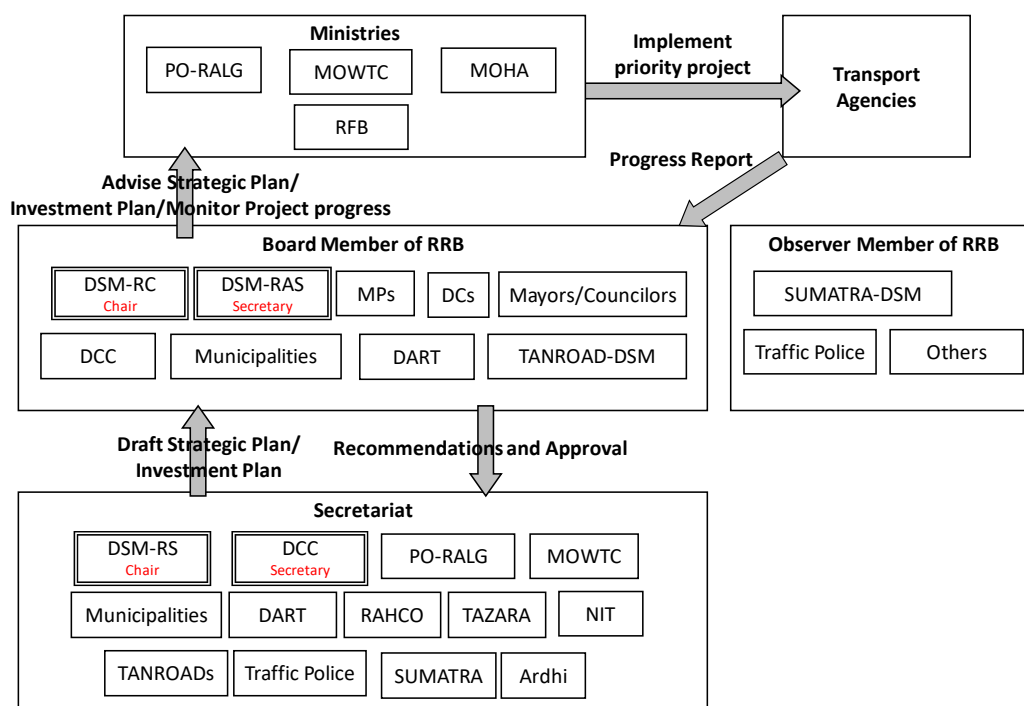 Ministries
PO-RALG
MOWTC
MOHA
RFB
Implement
priority project
Transport
Agencies
Progress Report
Advise Strategic Plan/
Investment Plan/Monitor Project progress
Board Member of RRB
DSM-RC
Chair
DSM-RAS
Secretary
MPs
DCs
Mayors/Councilors
DCC
Municipalities
DART
TANROAD-DSM
Observer Member of RRB
SUMATRA-DSM
Traffic Police
Others
Draft Strategic Plan/
Investment Plan
Recommendations and Approval
Secretariat
DSM-RS
Chair
DCC
Secretary
PO-RALG
MOWTC
Municipalities
DART
RAHCO
TAZARA
NIT
TANROADs
Traffic Police
SUMATRA
Ardhi